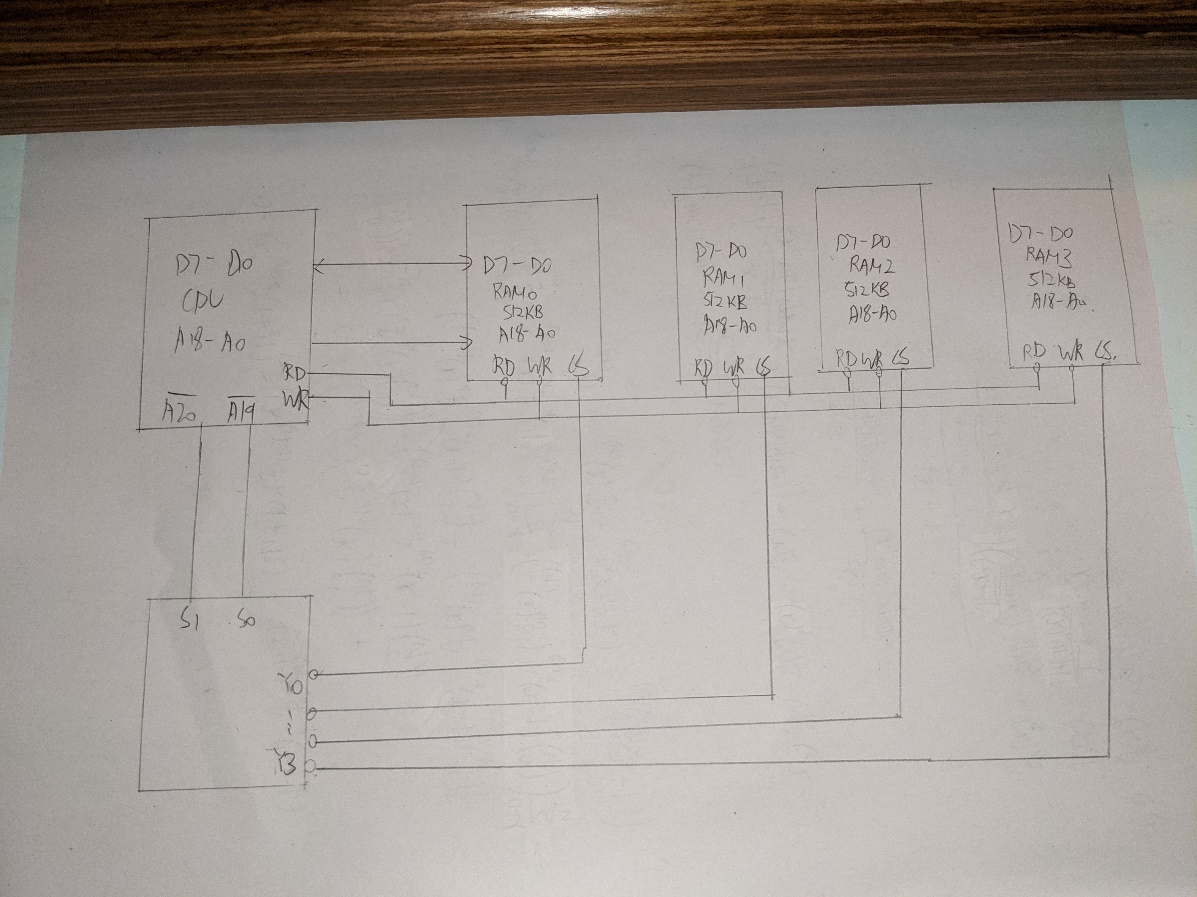 D7-D0
CPU
A18-A0
RD
WR
A20 A19
D7-D0
RAM0
512KB
A18-A0
RD WR CS
D7-D0
RAM1
512KB
A18-A0
RD WR CS
D7-D0
RAM2
512KB
A18-A0
RD WR CS
D7-D0
RAM3
512KB
A18-A0
RD WR CS
S1 S0
Y0
Y3